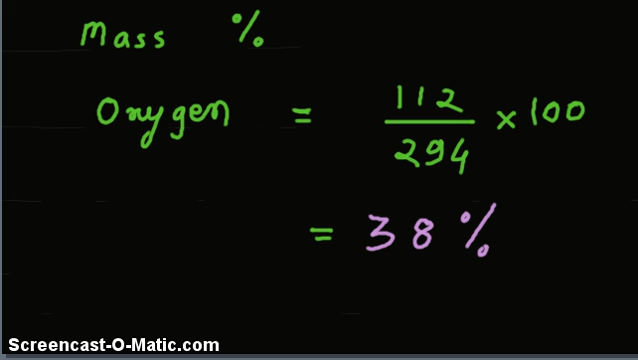 Mass %
Oxygen = 112/294 × 100
= 38 %
Screencast-O-Matic.com